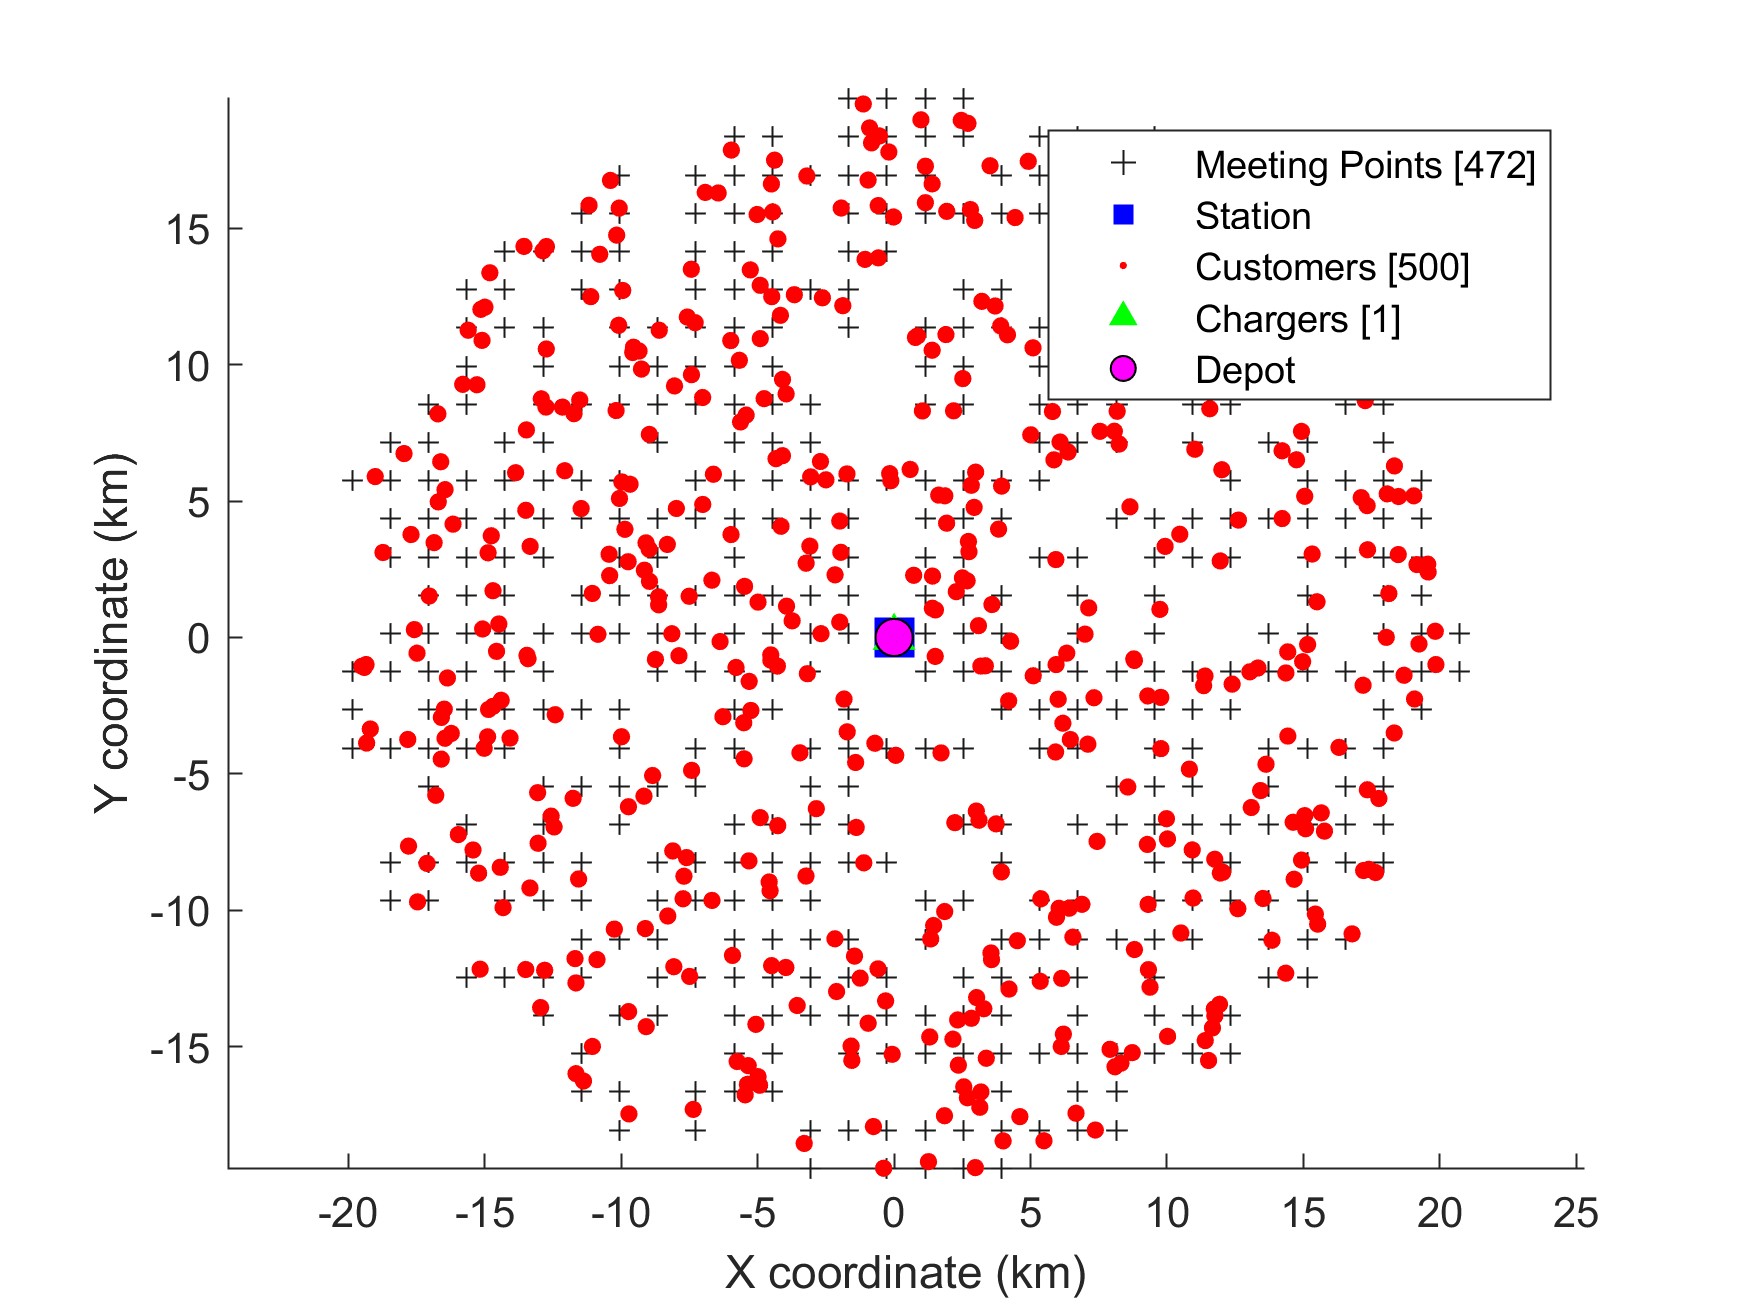 Meeting Points [472]
Station
Customers [500]
Chargers [1]
Depot
15
10
5
0
-5
-10
-15
Y coordinate (km)
-20 -15 -10 -5 0 5 10 15 20 25
X coordinate (km)